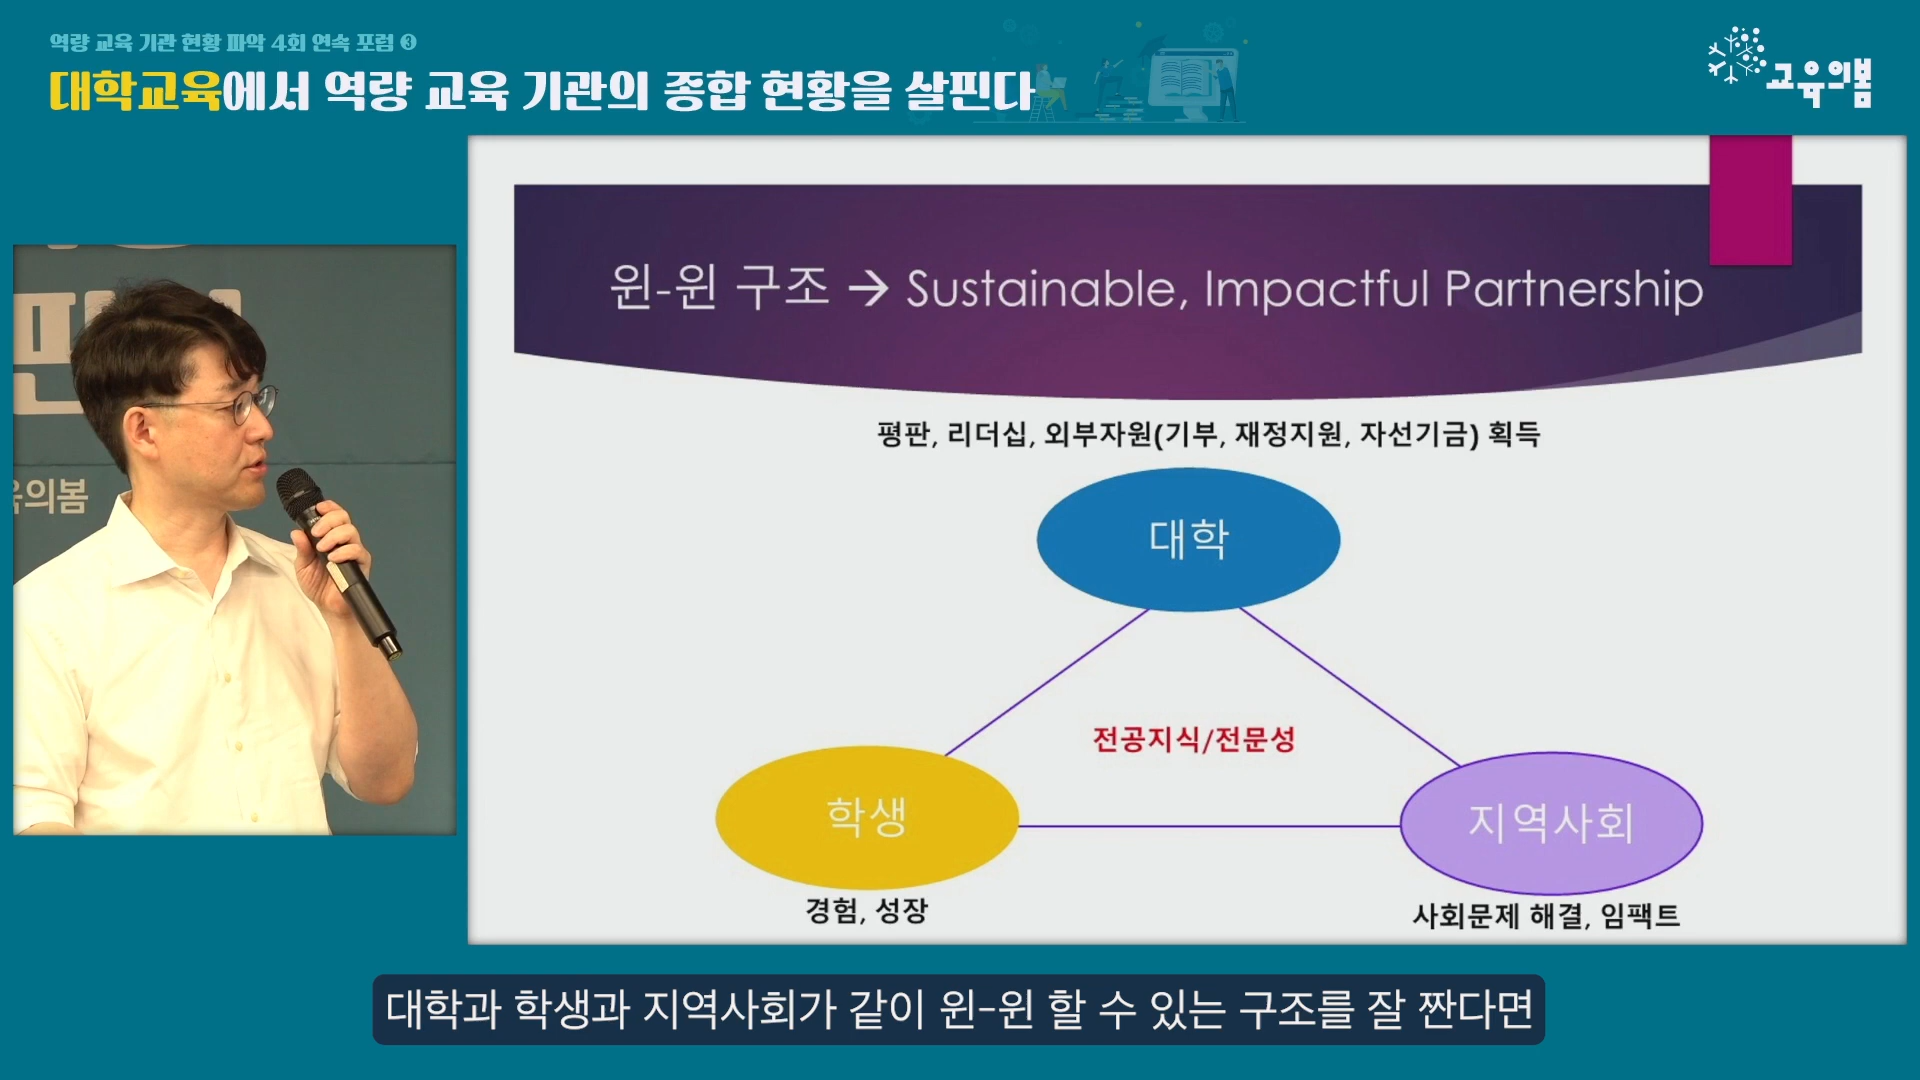 역량 교육 기관 현황 파악 4회 연속 포럼 ❸
대학교육에서 역량 교육 기관의 종합 현황을 살핀다
교육의봄
윈-윈 구조 → Sustainable, Impactful Partnership
평판, 리더십, 외부자원(기부, 재정지원, 자선기금) 획득
대학
전공지식/전문성
학생
지역사회
경험, 성장
사회문제 해결, 임팩트
육의봄
대학과 학생과 지역사회가 같이 윈-윈 할 수 있는 구조를 잘 짠다면